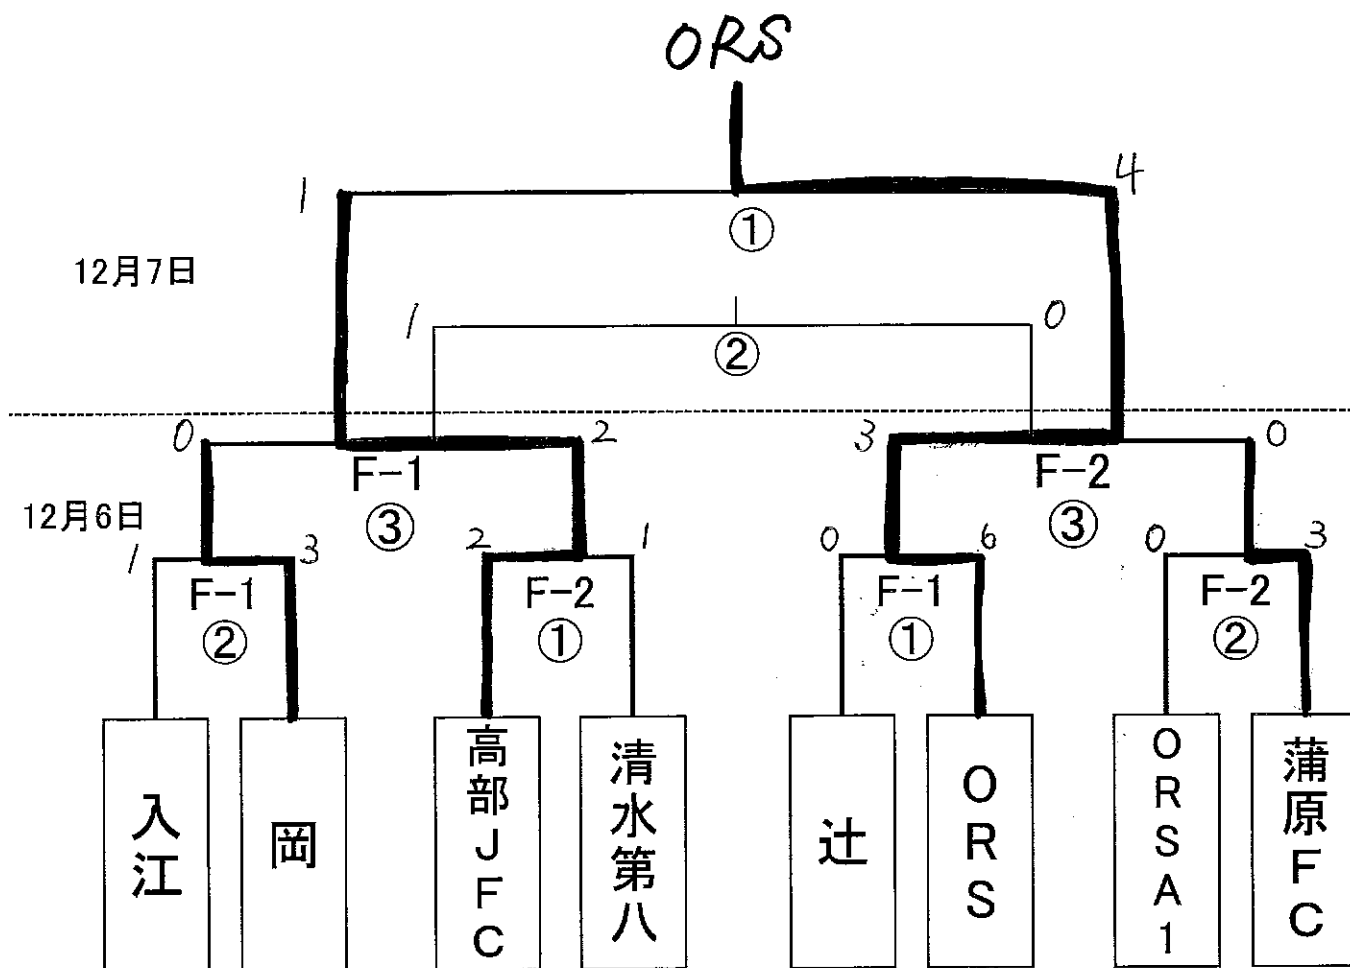 ORS
1 4
①
12月7日
1 0
②
0 2 3 0
F-1 F-2
③ ③
12月6日
1 3 2 1 0 6 0 3
F-1 F-2 F-1 F-2
② ① ① ②
入江
岡
高部JFC
清水第八
辻
ORS
ORSA1
蒲原FC